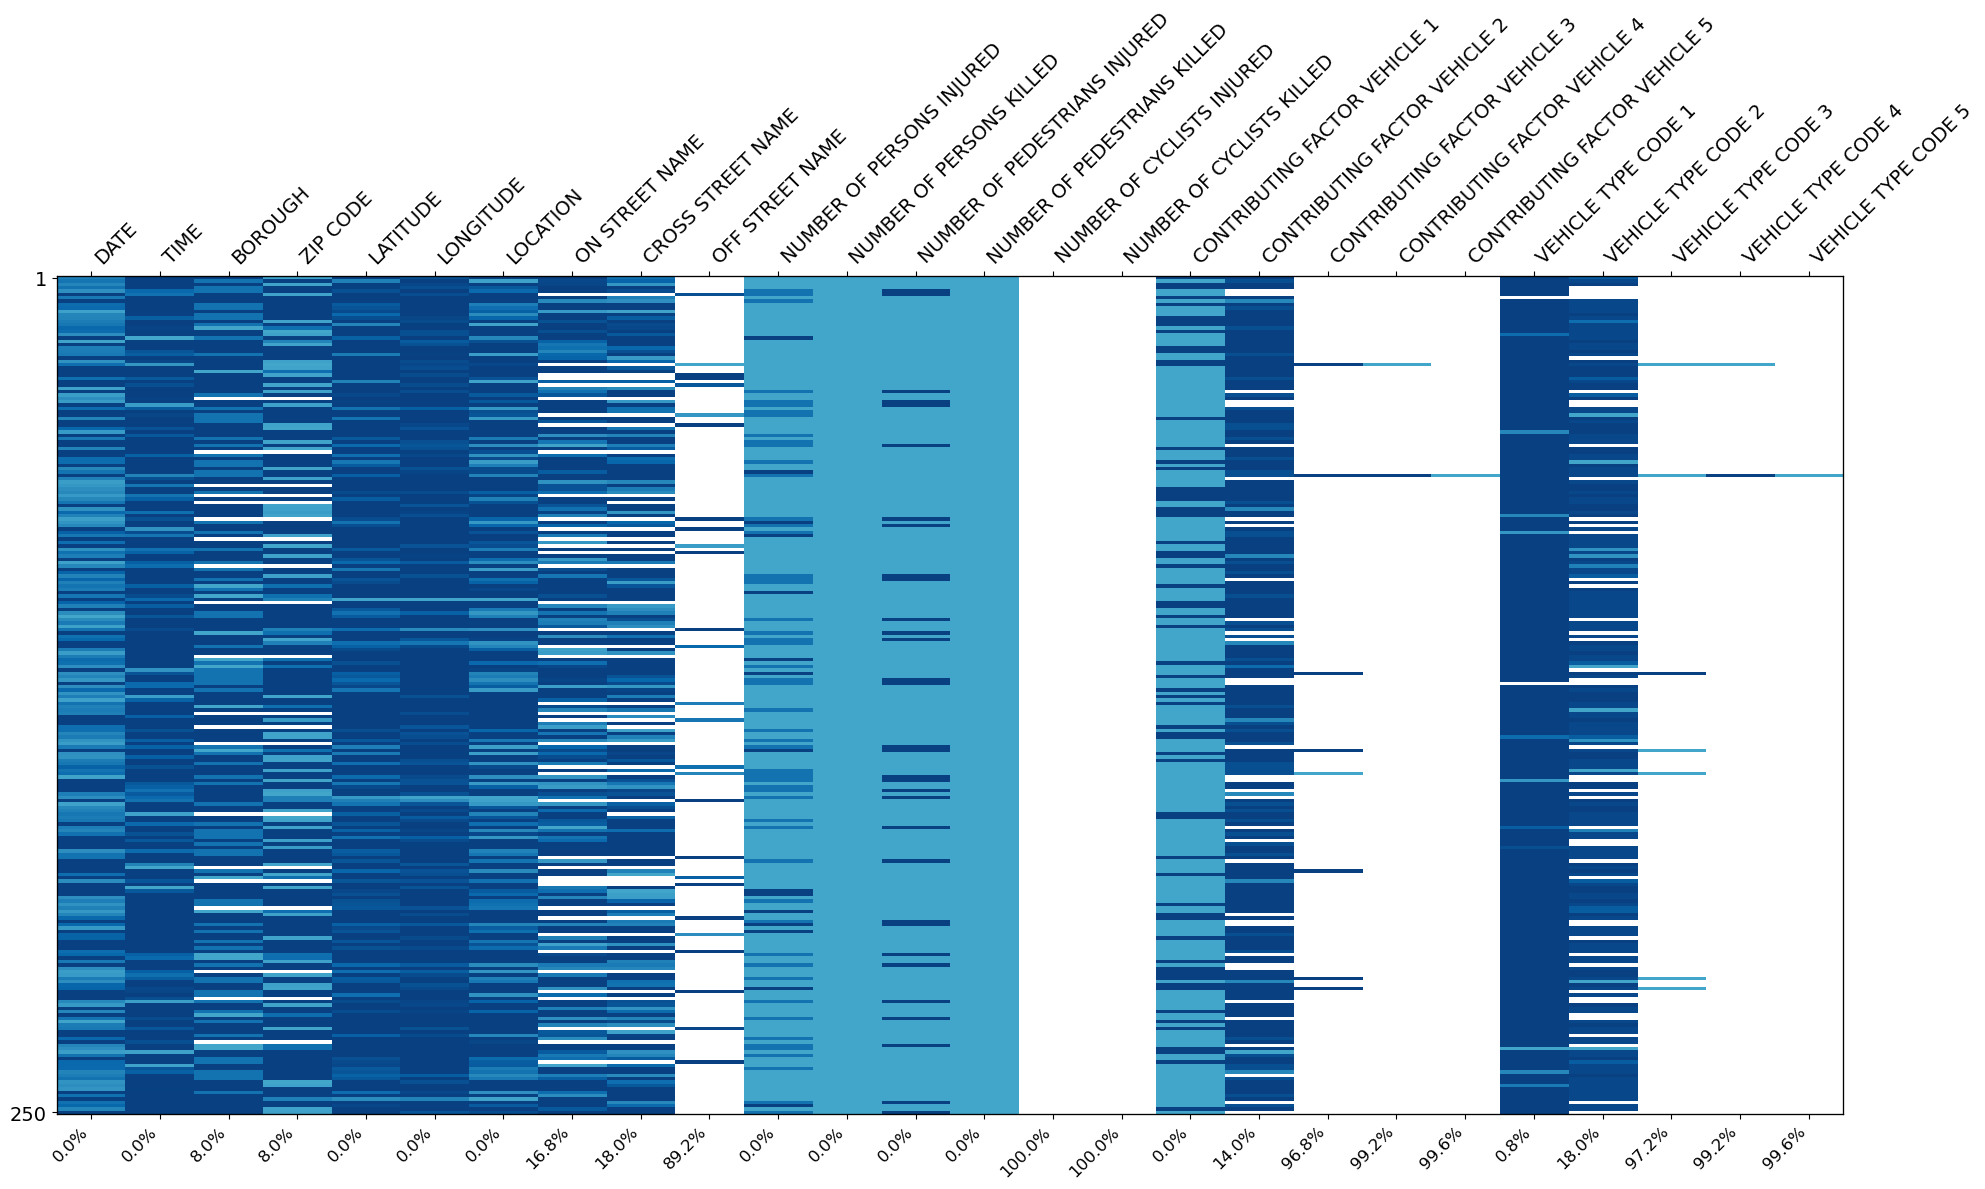 DATE
TIME
BOROUGH
ZIP CODE
LATITUDE
LONGITUDE
LOCATION
ON STREET NAME
CROSS STREET NAME
OFF STREET NAME
NUMBER OF PERSONS INJURED
NUMBER OF PERSONS KILLED
NUMBER OF PEDESTRIANS INJURED
NUMBER OF PEDESTRIANS KILLED
NUMBER OF CYCLISTS INJURED
NUMBER OF CYCLISTS KILLED
CONTRIBUTING FACTOR VEHICLE 1
CONTRIBUTING FACTOR VEHICLE 2
CONTRIBUTING FACTOR VEHICLE 3
CONTRIBUTING FACTOR VEHICLE 4
CONTRIBUTING FACTOR VEHICLE 5
VEHICLE TYPE CODE 1
VEHICLE TYPE CODE 2
VEHICLE TYPE CODE 3
VEHICLE TYPE CODE 4
VEHICLE TYPE CODE 5
1
250
0.0%
0.0%
8.0%
8.0%
0.0%
0.0%
0.0%
16.8%
18.0%
89.2%
0.0%
0.0%
0.0%
0.0%
100.0%
100.0%
0.0%
14.0%
96.8%
99.2%
99.6%
0.8%
18.0%
97.2%
99.2%
99.6%